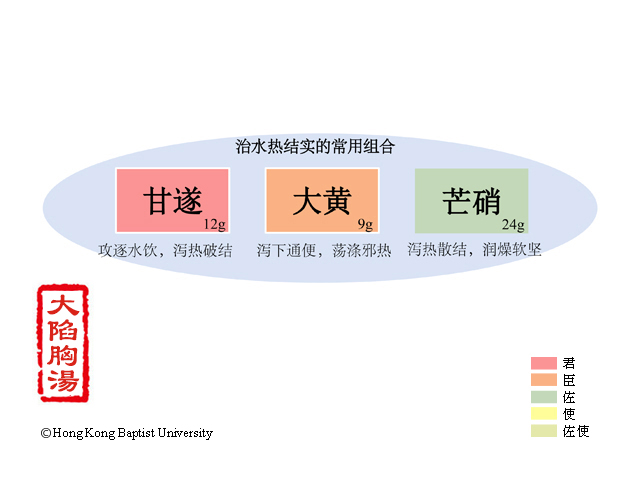 治水热结实的常用组合
甘遂
12g
大黄
9g
芒硝
24g
攻逐水饮，泻热破结
泻下通便，荡涤邪热
泻热散结，润燥软坚
大陷胸湯
君
臣
佐
使
佐使
©Hong Kong Baptist University